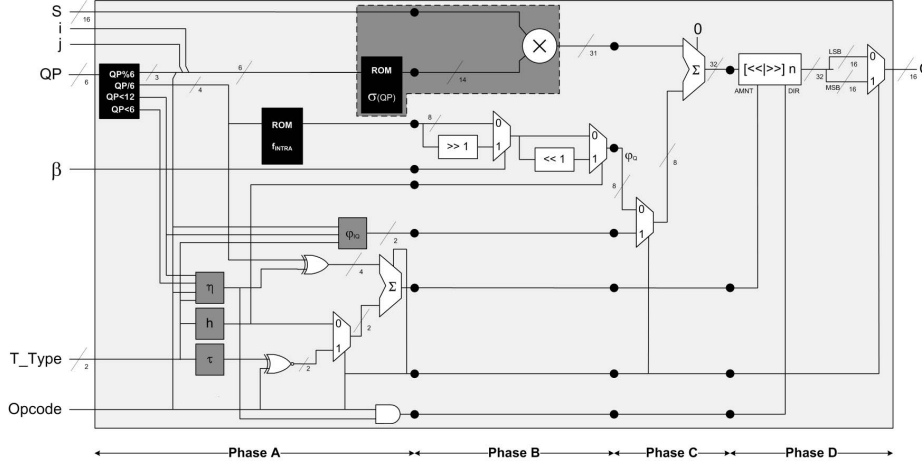 S
16
i
j
QP
6
QP%6
QP/6
QP<12
QP<6
3
4
6
ROM
σ(QP)
14
×
31
0
Σ
32
[<<|>>] n
AMNT
DIR
32
LSB
16
MSB
16
0
1
16
ROM
fINTRA
8
>> 1
0
1
<< 1
0
1
φQ
8
8
0
1
β
φIQ
2
η
4
Σ
h
0
1
2
T_Type
2
τ
2
Opcode
Phase A
Phase B
Phase C
Phase D